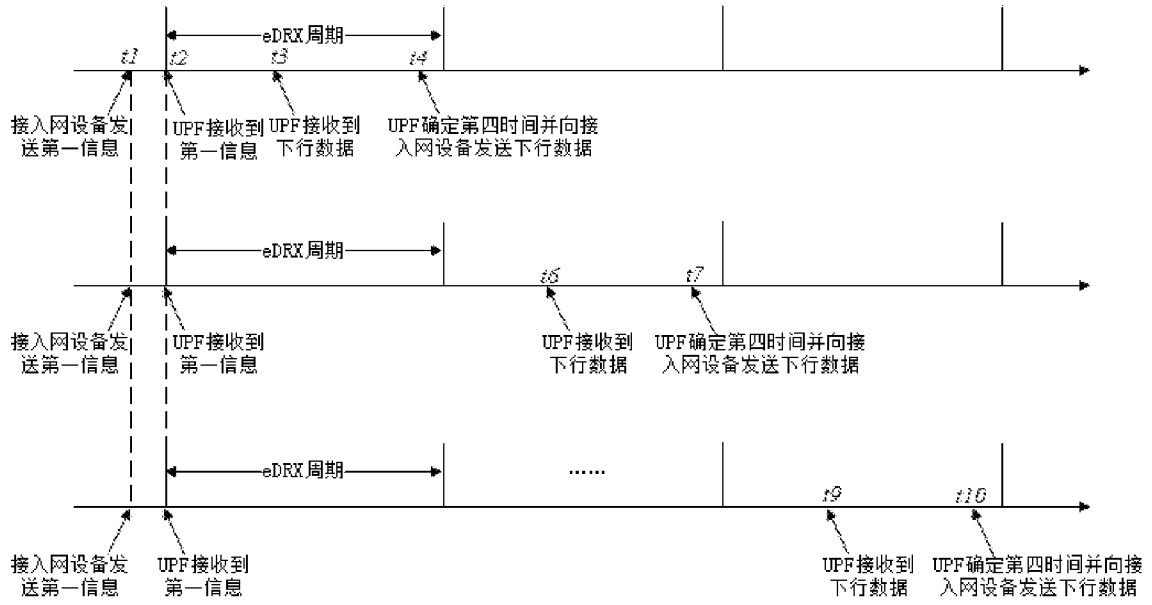 eDRX周期
t1
t2
t3
t4
接入网设备发
送第一信息
UPF接收到
第一信息
UPF接收到
下行数据
UPF确定第四时间并向接
入网设备发送下行数据
eDRX周期
t6
t7
接入网设备发
送第一信息
UPF接收到
第一信息
UPF接收到
下行数据
UPF确定第四时间并向接
入网设备发送下行数据
eDRX周期
……
t9
t10
接入网设备发
送第一信息
UPF接收到
第一信息
UPF接收到
下行数据
UPF确定第四时间并向接
入网设备发送下行数据